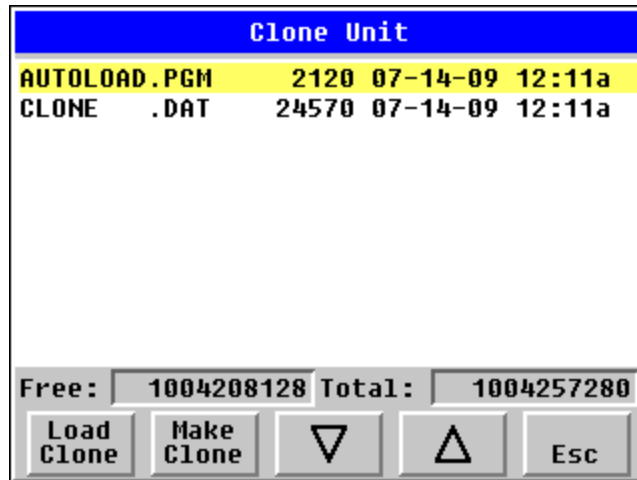 Clone Unit
AUTOLOAD.PGM 2120 07-14-09 12:11a
CLONE .DAT 24570 07-14-09 12:11a
Free: 1004208128 Total: 1004257280
Load Clone Make Clone Esc